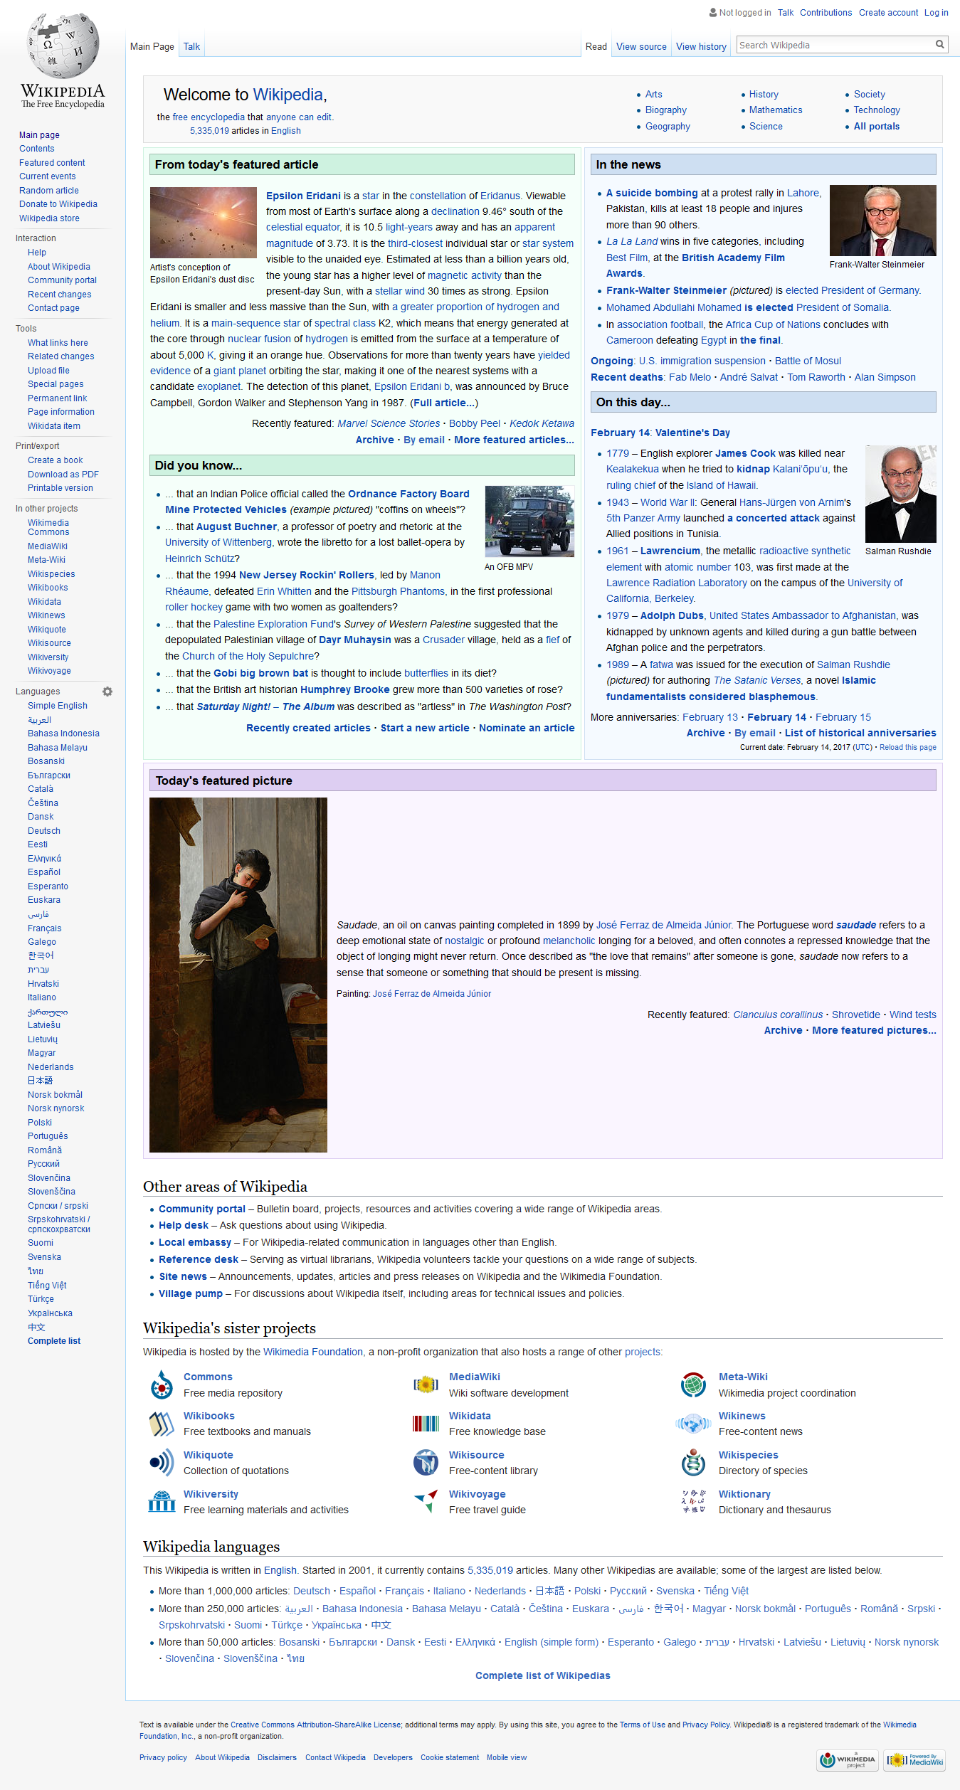 Not logged in Talk Contributions Create account Log in
Main Page Talk
Read View source View history Search Wikipedia
WIKIPEDIA
The Free Encyclopedia
Main page
Contents
Featured content
Current events
Random article
Donate to Wikipedia
Wikipedia store
Interaction
Help
About Wikipedia
Community portal
Recent changes
Contact page
Tools
What links here
Related changes
Upload file
Special pages
Permanent link
Page information
Wikidata item
Print/export
Create a book
Download as PDF
Printable version
In other projects
Wikimedia
Commons
MediaWiki
Meta-Wiki
Wikispecies
Wikibooks
Wikidata
Wikinews
Wikiquote
Wikisource
Wikiversity
Wikivoyage
Languages
Simple English
العربية
Bahasa Indonesia
Bahasa Melayu
Bosanski
Български
Català
Čeština
Dansk
Deutsch
Eesti
Ελληνικά
Español
Esperanto
Euskara
فارسی
Français
Galego
한국어
עברית
Hrvatski
Italiano
ქართული
Latviešu
Lietuvių
Magyar
Nederlands
日本語
Norsk bokmål
Norsk nynorsk
Polski
Português
Română
Русский
Slovenčina
Slovenščina
Српски / srpski
Srpskohrvatski /
српскохрватски
Suomi
Svenska
ไทย
Tiếng Việt
Türkçe
Українська
中文
Complete list
Welcome to Wikipedia,
the free encyclopedia that anyone can edit.
5,335,019 articles in English
Arts
Biography
Geography
History
Mathematics
Science
Society
Technology
All portals
From today's featured article
Artist's conception of
Epsilon Eridani's dust disc
Epsilon Eridani is a star in the constellation of Eridanus. Viewable
from most of Earth's surface along a declination 9.46° south of the
celestial equator, it is 10.5 light-years away and has an apparent
magnitude of 3.73. It is the third-closest individual star or star system
visible to the unaided eye. Estimated at less than a billion years old,
the young star has a higher level of magnetic activity than the
present-day Sun, with a stellar wind 30 times as strong. Epsilon
Eridani is smaller and less massive than the Sun, with a greater proportion of hydrogen and
helium. It is a main-sequence star of spectral class K2, which means that energy generated at
the core through nuclear fusion of hydrogen is emitted from the surface at a temperature of
about 5,000 K, giving it an orange hue. Observations for more than twenty years have yielded
evidence of a giant planet orbiting the star, making it one of the nearest systems with a
candidate exoplanet. The detection of this planet, Epsilon Eridani b, was announced by Bruce
Campbell, Gordon Walker and Stephenson Yang in 1987. (Full article...)
Recently featured: Marvel Science Stories · Bobby Peel · Kedok Ketawa
Archive · By email · More featured articles...
Did you know...
... that an Indian Police official called the Ordnance Factory Board
Mine Protected Vehicles (example pictured) "coffins on wheels"?
... that August Buchner, a professor of poetry and rhetoric at the
University of Wittenberg, wrote the libretto for a lost ballet-opera by
Heinrich Schütz?
An OFB MPV
... that the 1994 New Jersey Rockin' Rollers, led by Manon
Rhéaume, defeated Erin Whitten and the Pittsburgh Phantoms, in the first professional
roller hockey game with two women as goaltenders?
... that the Palestine Exploration Fund's Survey of Western Palestine suggested that the
depopulated Palestinian village of Dayr Muhaysin was a Crusader village, held as a fief of
the Church of the Holy Sepulchre?
... that the Gobi big brown bat is thought to include butterflies in its diet?
... that the British art historian Humphrey Brooke grew more than 500 varieties of rose?
... that Saturday Night! – The Album was described as "artless" in The Washington Post?
Recently created articles · Start a new article · Nominate an article
In the news
A suicide bombing at a protest rally in Lahore,
Pakistan, kills at least 18 people and injures
more than 90 others.
La La Land wins in five categories, including
Best Film, at the British Academy Film
Awards.
Frank-Walter Steinmeier
Frank-Walter Steinmeier (pictured) is elected President of Germany.
Mohamed Abdullahi Mohamed is elected President of Somalia.
In association football, the Africa Cup of Nations concludes with
Cameroon defeating Egypt in the final.
Ongoing: U.S. immigration suspension · Battle of Mosul
Recent deaths: Fab Melo · André Salvat · Tom Raworth · Alan Simpson
On this day...
February 14: Valentine's Day
1779 – English explorer James Cook was killed near
Kealakekua when he tried to kidnap Kalaniʻōpuʻu, the
ruling chief of the Island of Hawaii.
1943 – World War II: General Hans-Jürgen von Arnim's
5th Panzer Army launched a concerted attack against
Allied positions in Tunisia.
Salman Rushdie
1961 – Lawrencium, the metallic radioactive synthetic
element with atomic number 103, was first made at the
Lawrence Radiation Laboratory on the campus of the University of
California, Berkeley.
1979 – Adolph Dubs, United States Ambassador to Afghanistan, was
kidnapped by unknown agents and killed during a gun battle between
Afghan police and the perpetrators.
1989 – A fatwa was issued for the execution of Salman Rushdie
(pictured) for authoring The Satanic Verses, a novel Islamic
fundamentalists considered blasphemous.
More anniversaries: February 13 · February 14 · February 15
Archive · By email · List of historical anniversaries
Current date: February 14, 2017 (UTC) · Reload this page
Today's featured picture
Saudade, an oil on canvas painting completed in 1899 by José Ferraz de Almeida Júnior. The Portuguese word saudade refers to a
deep emotional state of nostalgic or profound melancholic longing for a beloved, and often connotes a repressed knowledge that the
object of longing might never return. Once described as "the love that remains" after someone is gone, saudade now refers to a
sense that someone or something that should be present is missing.
Painting: José Ferraz de Almeida Júnior
Recently featured: Clanculus corallinus · Shrovetide · Wind tests
Archive · More featured pictures...
Other areas of Wikipedia
Community portal – Bulletin board, projects, resources and activities covering a wide range of Wikipedia areas.
Help desk – Ask questions about using Wikipedia.
Local embassy – For Wikipedia-related communication in languages other than English.
Reference desk – Serving as virtual librarians, Wikipedia volunteers tackle your questions on a wide range of subjects.
Site news – Announcements, updates, articles and press releases on Wikipedia and the Wikimedia Foundation.
Village pump – For discussions about Wikipedia itself, including areas for technical issues and policies.
Wikipedia's sister projects
Wikipedia is hosted by the Wikimedia Foundation, a non-profit organization that also hosts a range of other projects:
Commons
Free media repository
MediaWiki
Wiki software development
Meta-Wiki
Wikimedia project coordination
Wikibooks
Free textbooks and manuals
Wikidata
Free knowledge base
Wikinews
Free-content news
Wikiquote
Collection of quotations
Wikisource
Free-content library
Wikispecies
Directory of species
Wikiversity
Free learning materials and activities
Wikivoyage
Free travel guide
Wiktionary
Dictionary and thesaurus
Wikipedia languages
This Wikipedia is written in English. Started in 2001, it currently contains 5,335,019 articles. Many other Wikipedias are available; some of the largest are listed below.
More than 1,000,000 articles: Deutsch · Español · Français · Italiano · Nederlands · 日本語 · Polski · Русский · Svenska · Tiếng Việt
More than 250,000 articles: العربية · Bahasa Indonesia · Bahasa Melayu · Català · Čeština · Euskara · فارسی · 한국어 · Magyar · Norsk bokmål · Português · Română · Srpski ·
Srpskohrvatski · Suomi · Türkçe · Українська · 中文
More than 50,000 articles: Bosanski · Български · Dansk · Eesti · Ελληνικά · English (simple form) · Esperanto · Galego · עברית · Hrvatski · Latviešu · Lietuvių · Norsk nynorsk
· Slovenčina · Slovenščina · ไทย
Complete list of Wikipedias
Text is available under the Creative Commons Attribution-ShareAlike License; additional terms may apply. By using this site, you agree to the Terms of Use and Privacy Policy. Wikipedia® is a registered trademark of the Wikimedia
Foundation, Inc., a non-profit organization.
Privacy policy About Wikipedia Disclaimers Contact Wikipedia Developers Cookie statement Mobile view
A WIKIMEDIA project
Powered By MediaWiki